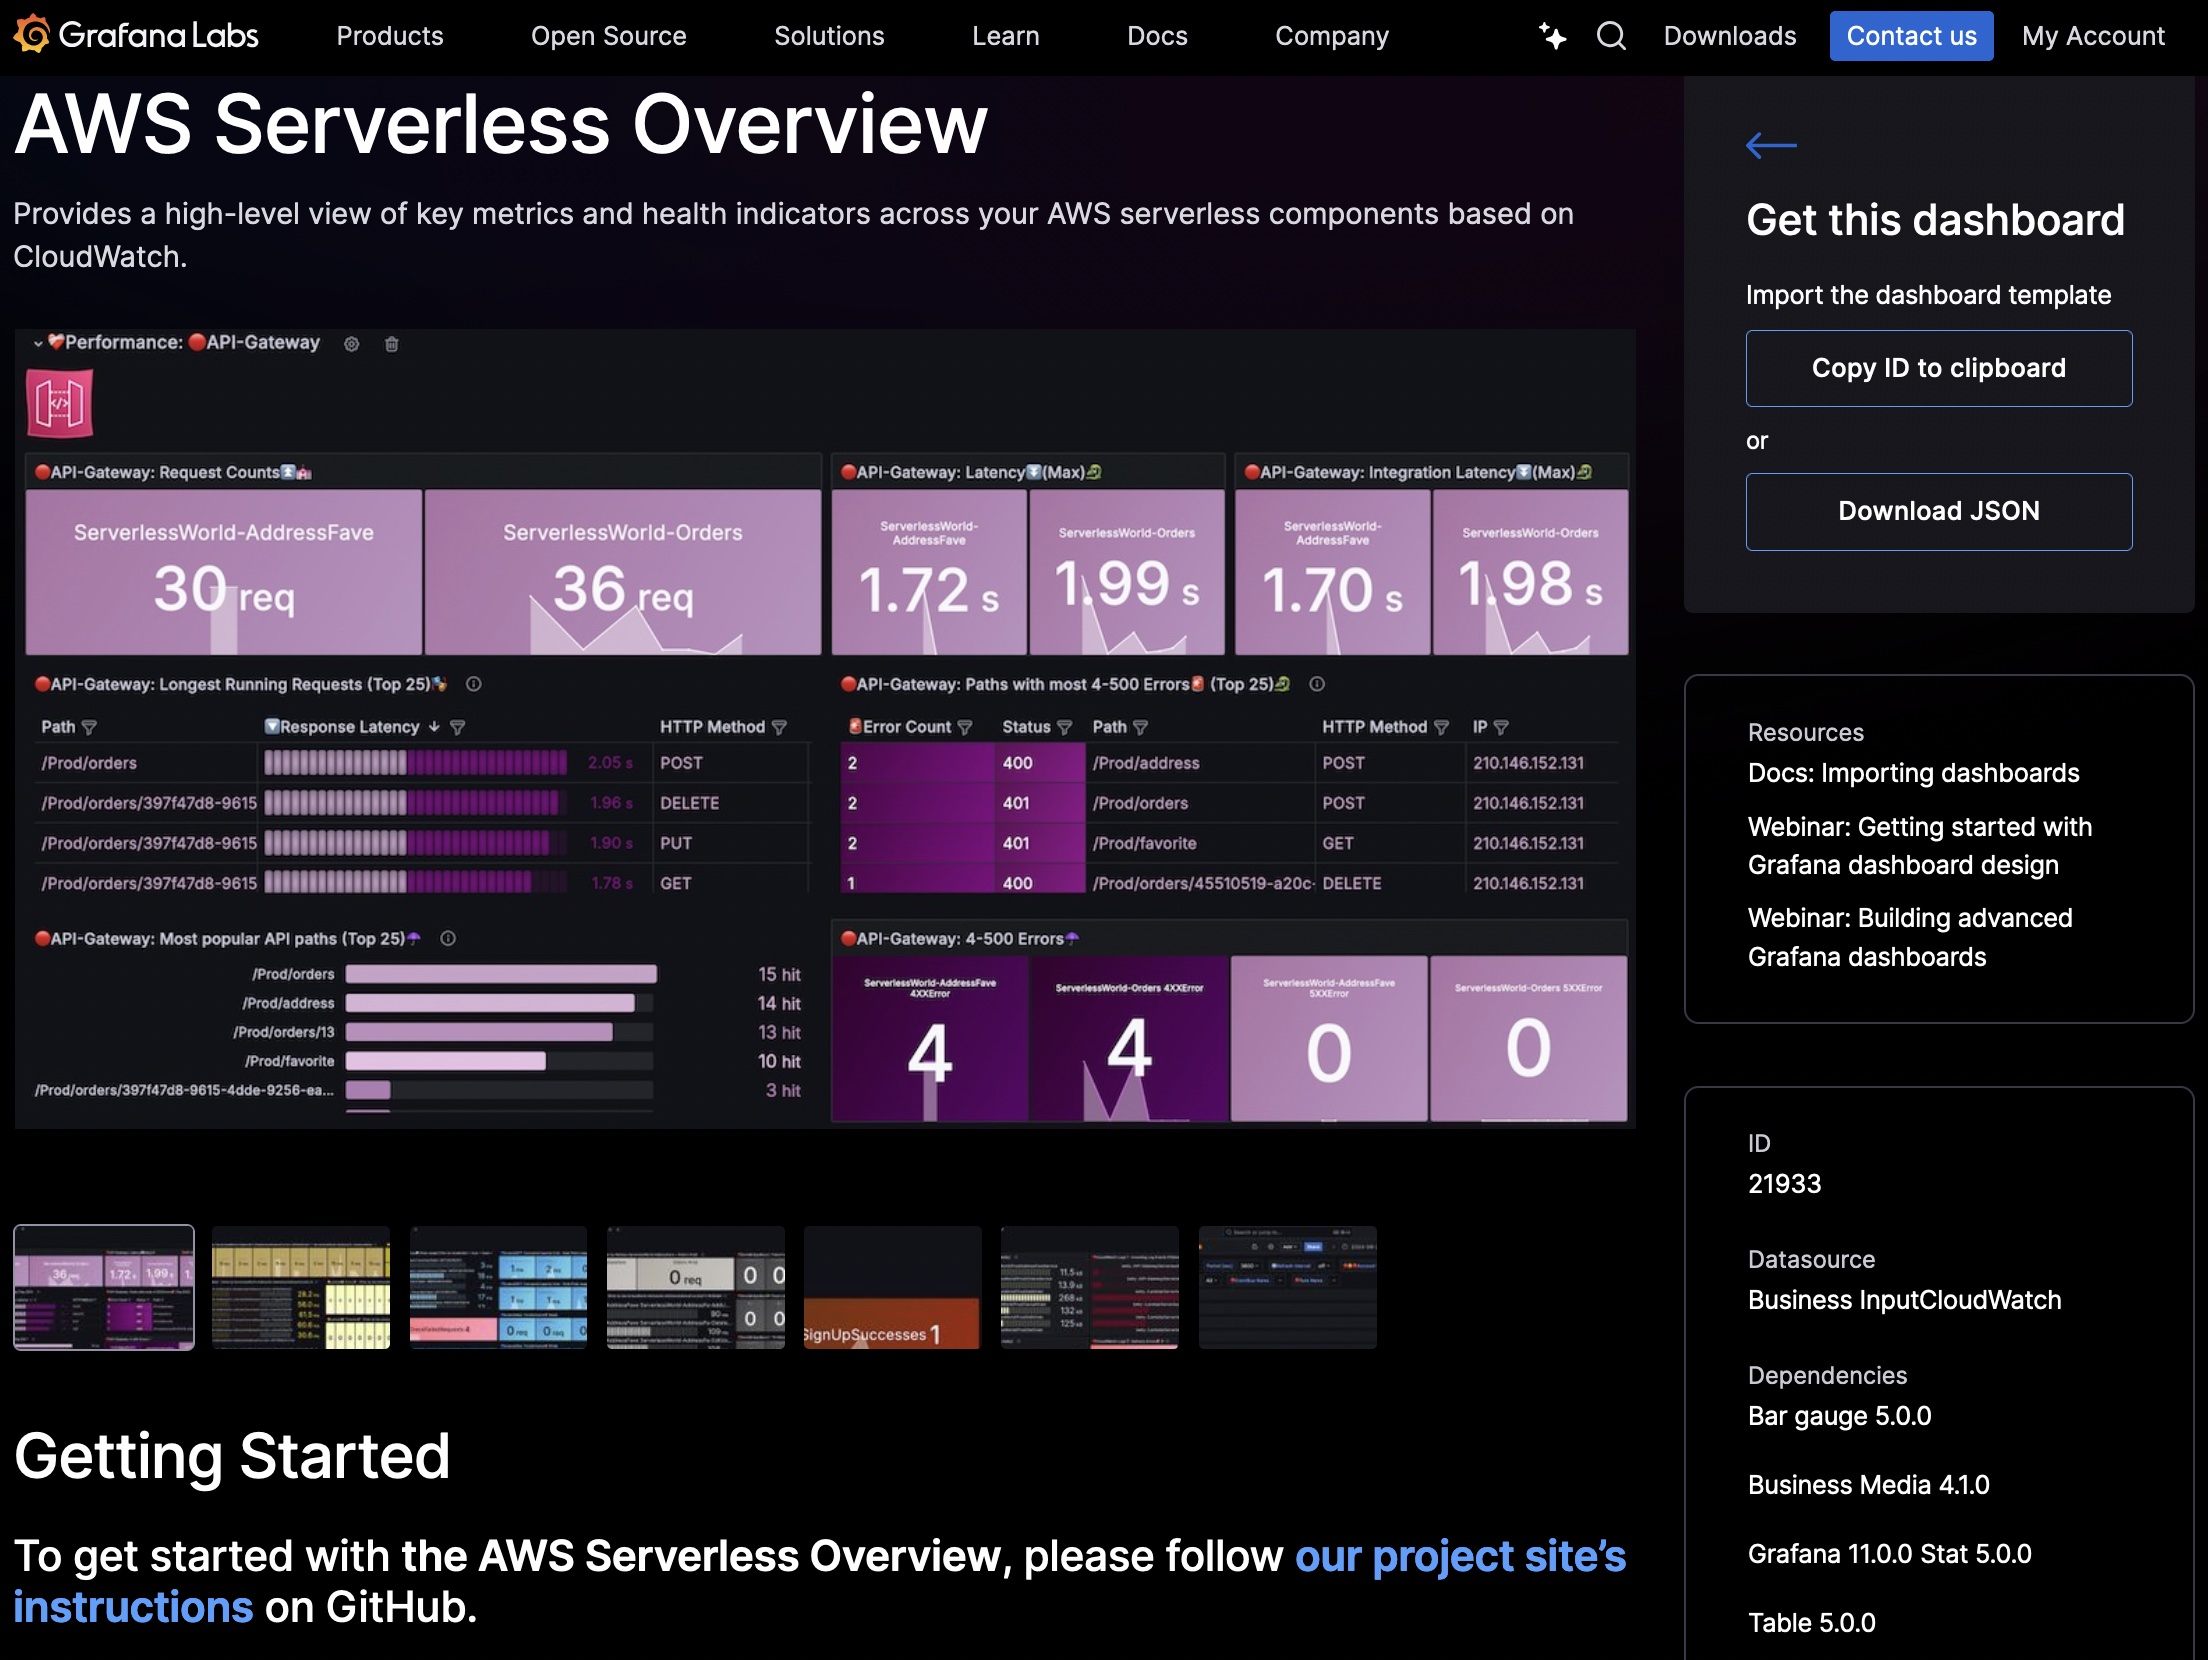 Grafana Labs
Products
Open Source
Solutions
Learn
Docs
Company
Downloads
Contact us
My Account
AWS Serverless Overview
Provides a high-level view of key metrics and health indicators across your AWS serverless components based on
CloudWatch.
Performance: API-Gateway
API-Gateway: Request Counts
ServerlessWorld-AddressFave
30 req
ServerlessWorld-Orders
36 req
API-Gateway: Latency (Max)
ServerlessWorld-
AddressFave
1.72 s
ServerlessWorld-Orders
1.99 s
API-Gateway: Integration Latency (Max)
ServerlessWorld-
AddressFave
1.70 s
ServerlessWorld-Orders
1.98 s
API-Gateway: Longest Running Requests (Top 25)
Path Response Latency HTTP Method
/Prod/orders 2.05 s POST
/Prod/orders/397f47d8-9615 1.96 s DELETE
/Prod/orders/397f47d8-9615 1.90 s PUT
/Prod/orders/397f47d8-9615 1.78 s GET
API-Gateway: Paths with most 4-500 Errors (Top 25)
Error Count Status Path HTTP Method IP
2 400 /Prod/address POST 210.146.152.131
2 401 /Prod/orders POST 210.146.152.131
2 401 /Prod/favorite GET 210.146.152.131
1 400 /Prod/orders/45510519-a20c- DELETE 210.146.152.131
API-Gateway: Most popular API paths (Top 25)
/Prod/orders 15 hit
/Prod/address 14 hit
/Prod/orders/13 13 hit
/Prod/favorite 10 hit
/Prod/orders/397f47d8-9615-4dde-9256-ea... 3 hit
API-Gateway: 4-500 Errors
ServerlessWorld-AddressFave
4XXError
4
ServerlessWorld-Orders 4XXError
4
ServerlessWorld-AddressFave
5XXError
0
ServerlessWorld-Orders 5XXError
0
36
1.72
1.99
0 req
0
0
SignUpSuccesses 1
Getting Started
To get started with the AWS Serverless Overview, please follow our project site's
instructions on GitHub.
Get this dashboard
Import the dashboard template
Copy ID to clipboard
or
Download JSON
Resources
Docs: Importing dashboards
Webinar: Getting started with
Grafana dashboard design
Webinar: Building advanced
Grafana dashboards
ID
21933
Datasource
Business InputCloudWatch
Dependencies
Bar gauge 5.0.0
Business Media 4.1.0
Grafana 11.0.0 Stat 5.0.0
Table 5.0.0